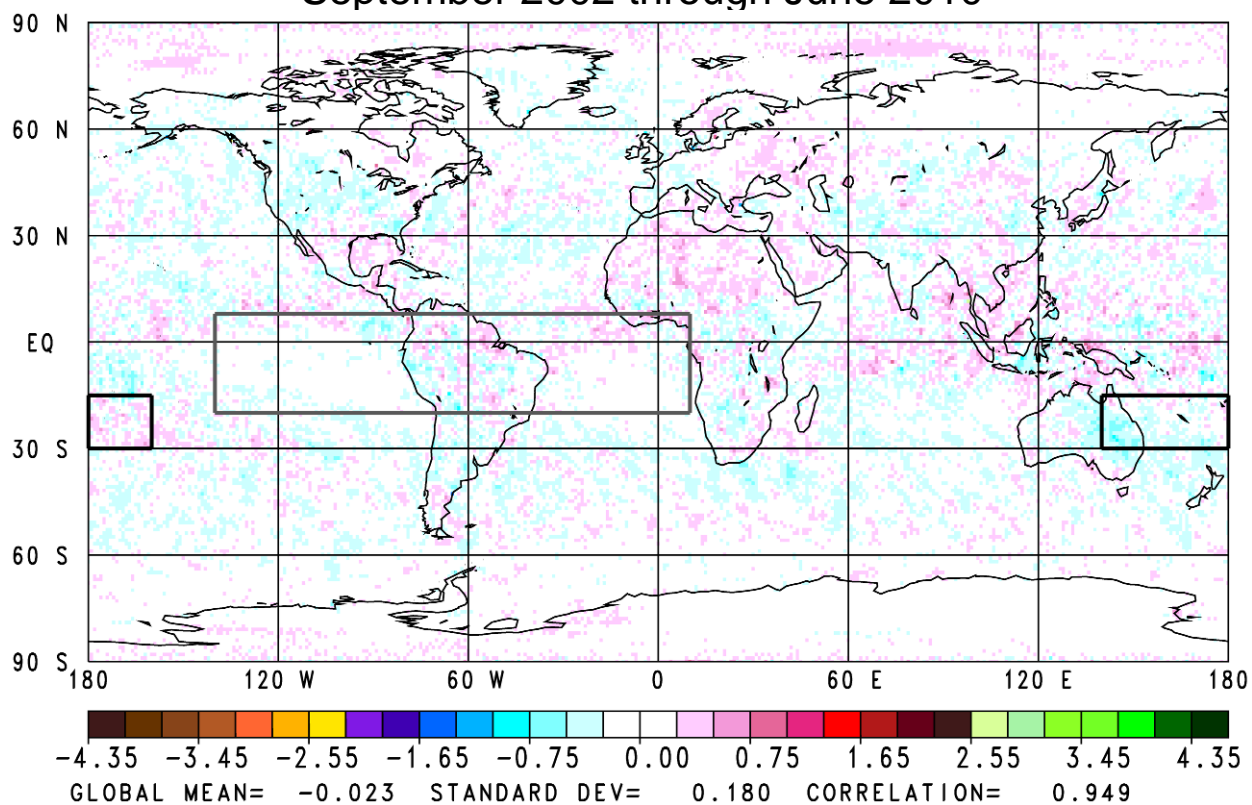 90 N
60 N
30 N
EQ
30 S
60 S
90 S
180 120 W 60 W 0 60 E 120 E 180
-4.35 -3.45 -2.55 -1.65 -0.75 0.00 0.75 1.65 2.55 3.45 4.35
GLOBAL MEAN= -0.023 STANDARD DEV= 0.180 CORRELATION= 0.949